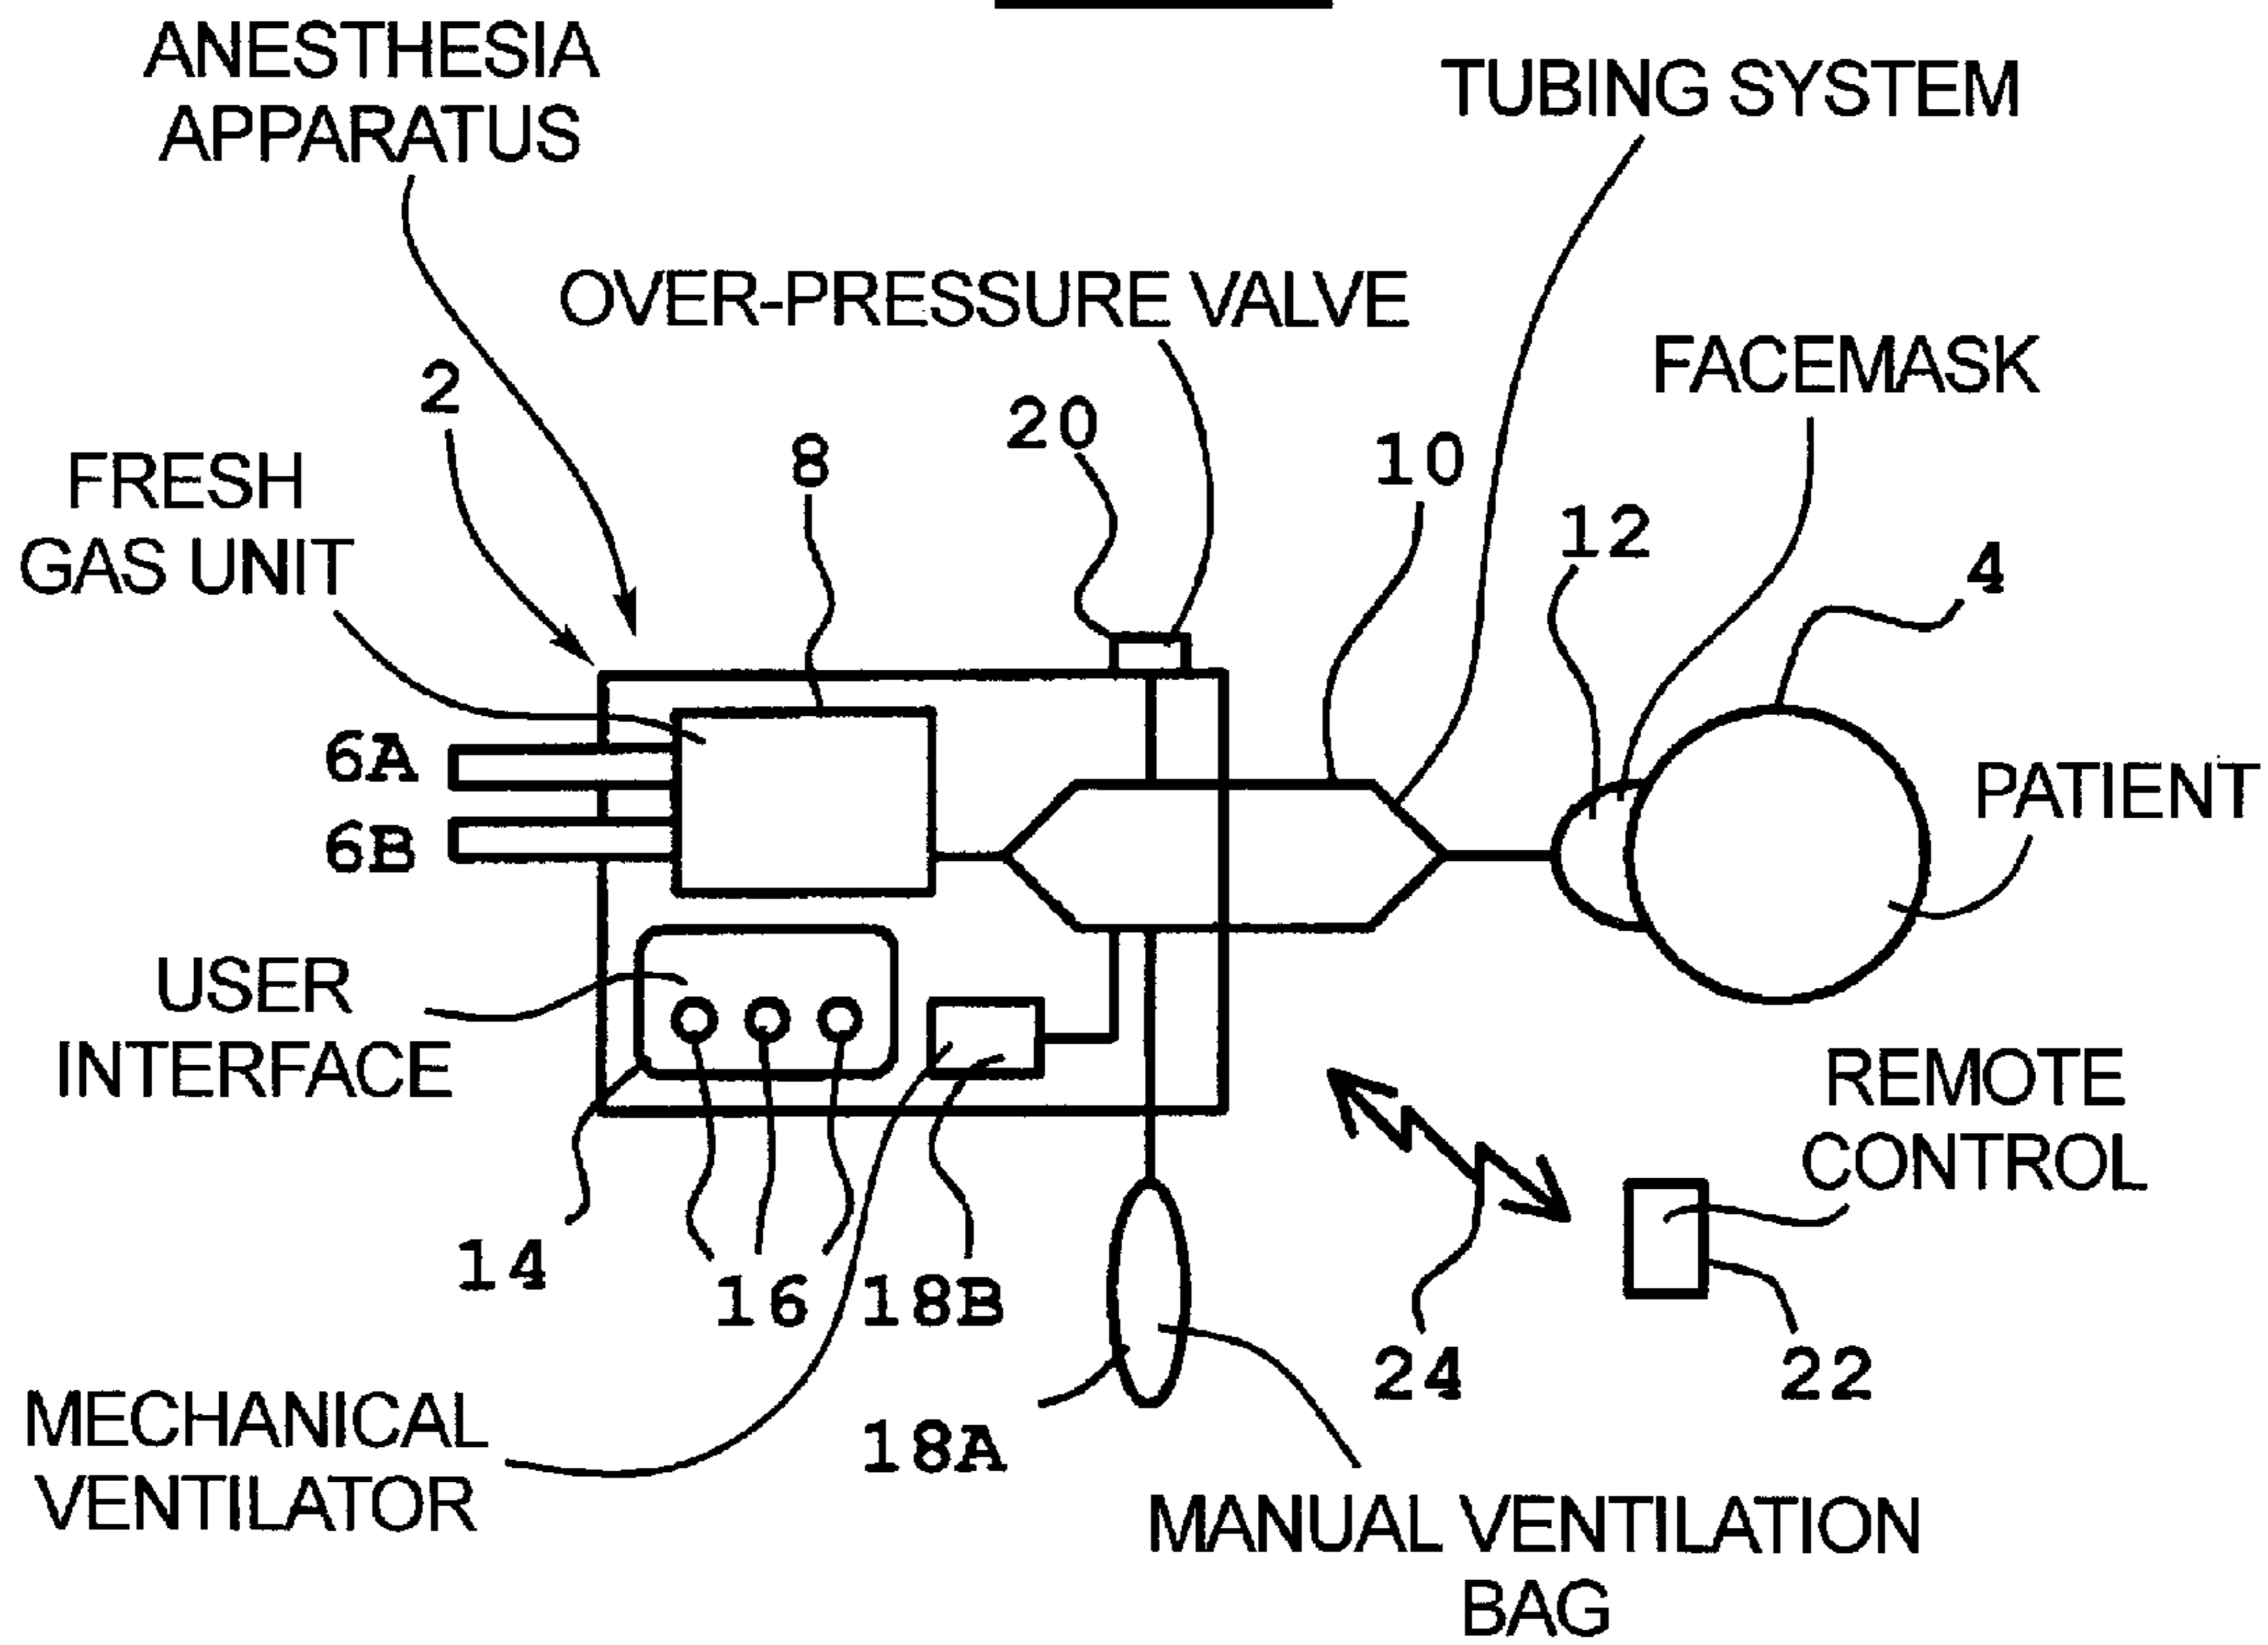 ANESTHESIA
APPARATUS
TUBING SYSTEM
OVER-PRESSURE VALVE
FACEMASK
2
20
8
10
FRESH
GAS UNIT
12
4
6A
6B
PATIENT
USER
INTERFACE
REMOTE
CONTROL
14
16
18B
24
22
18A
MECHANICAL
VENTILATOR
MANUAL VENTILATION
BAG